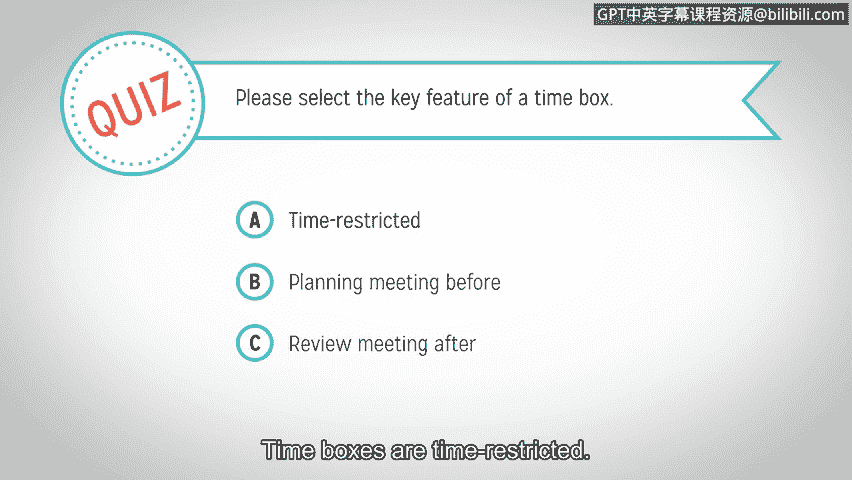 GPT中英字幕课程资源@bilibili.com
QUIZ
Please select the key feature of a time box.
A Time-restricted
B Planning meeting before
C Review meeting after
Time boxes are time-restricted.